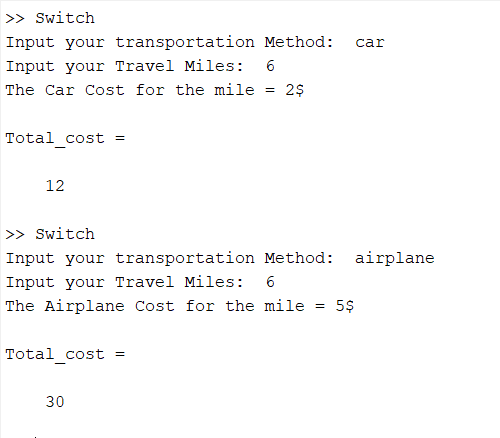 >> Switch
Input your transportation Method:  car
Input your Travel Miles:  6
The Car Cost for the mile = 2$
Total_cost =
12
>> Switch
Input your transportation Method:  airplane
Input your Travel Miles:  6
The Airplane Cost for the mile = 5$
Total_cost =
30